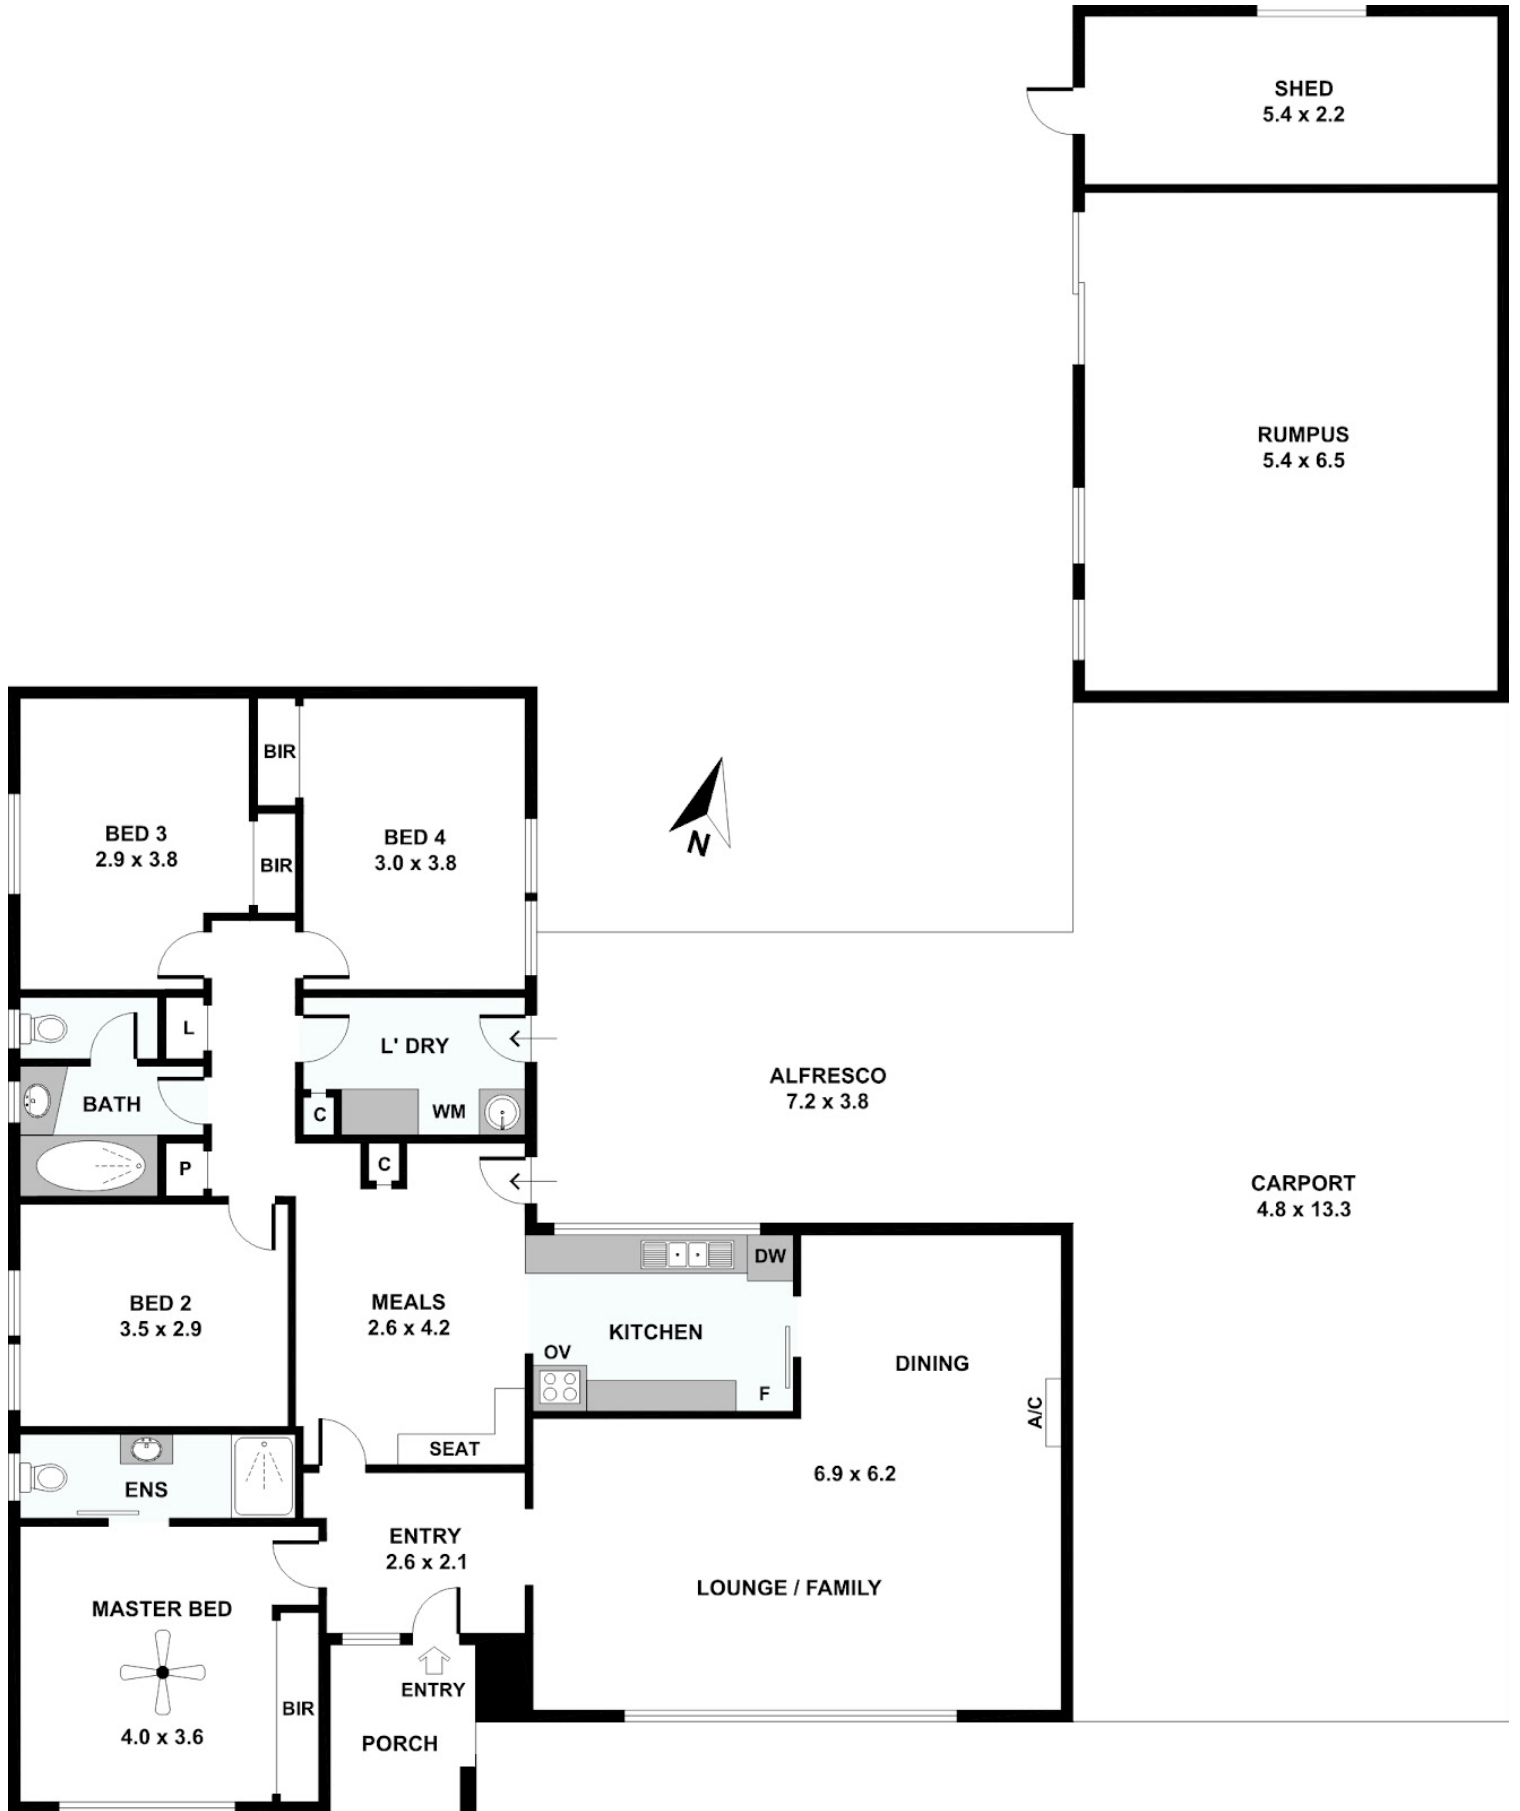 SHED
5.4 x 2.2
RUMPUS
5.4 x 6.5
BIR
BED 3
2.9 x 3.8
BED 4
3.0 x 3.8
BIR
N
L
L' DRY
BATH
C
WM
ALFRESCO
7.2 x 3.8
P
C
CARPORT
4.8 x 13.3
DW
BED 2
3.5 x 2.9
MEALS
2.6 x 4.2
KITCHEN
OV
DINING
F
A/C
SEAT
ENS
6.9 x 6.2
ENTRY
2.6 x 2.1
LOUNGE / FAMILY
MASTER BED
ENTRY
BIR
4.0 x 3.6
PORCH